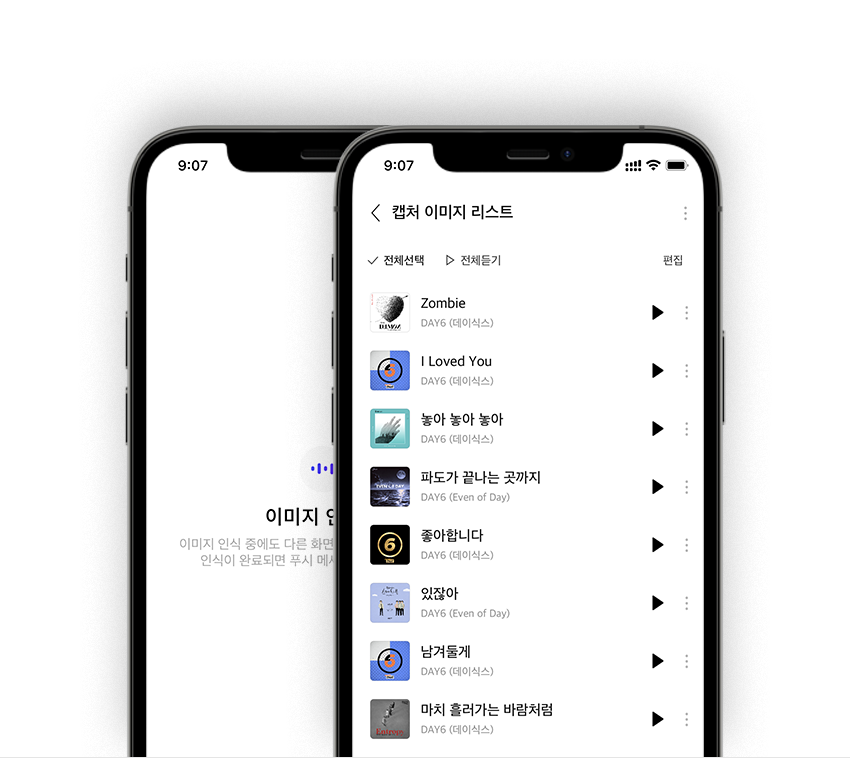 9:07
이미지 인식 중에도 다른 화면
인식이 완료되면 푸시 메시
9:07
캡처 이미지 리스트
전체선택 전체듣기 편집
Zombie
DAY6 (데이식스)
I Loved You
DAY6 (데이식스)
놓아 놓아 놓아
DAY6 (데이식스)
파도가 끝나는 곳까지
DAY6 (Even of Day)
좋아합니다
DAY6 (데이식스)
있잖아
DAY6 (Even of Day)
남겨둘게
DAY6 (데이식스)
마치 흘러가는 바람처럼
DAY6 (데이식스)